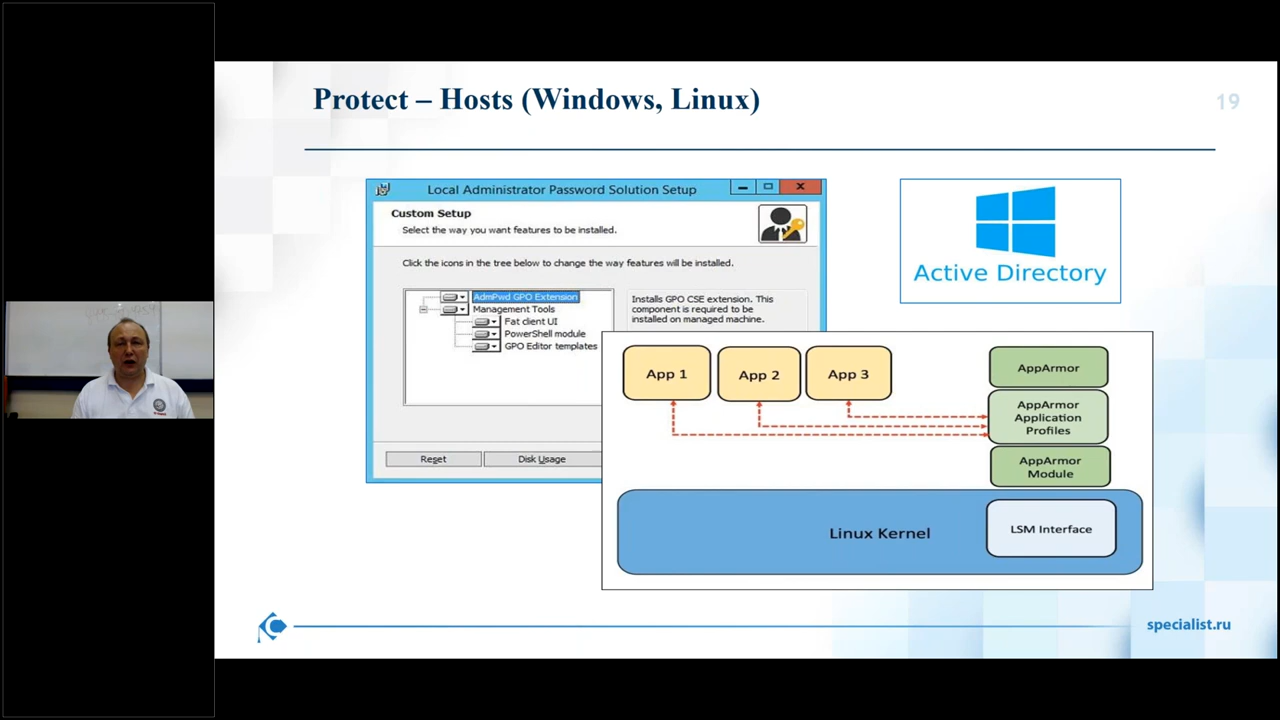 Protect – Hosts (Windows, Linux)
19
Local Administrator Password Solution Setup
Custom Setup
Select the way you want features to be installed.
Click the icons in the tree below to change the way features will be installed.
AdmPwd GPO Extension
Management Tools
Fat client UI
PowerShell module
GPO Editor templates
Installs GPO CSE extension. This
component is required to be
installed on managed machine.
Reset
Disk Usage
Active Directory
App 1
App 2
App 3
AppArmor
AppArmor
Application
Profiles
AppArmor
Module
Linux Kernel
LSM Interface
specialist.ru